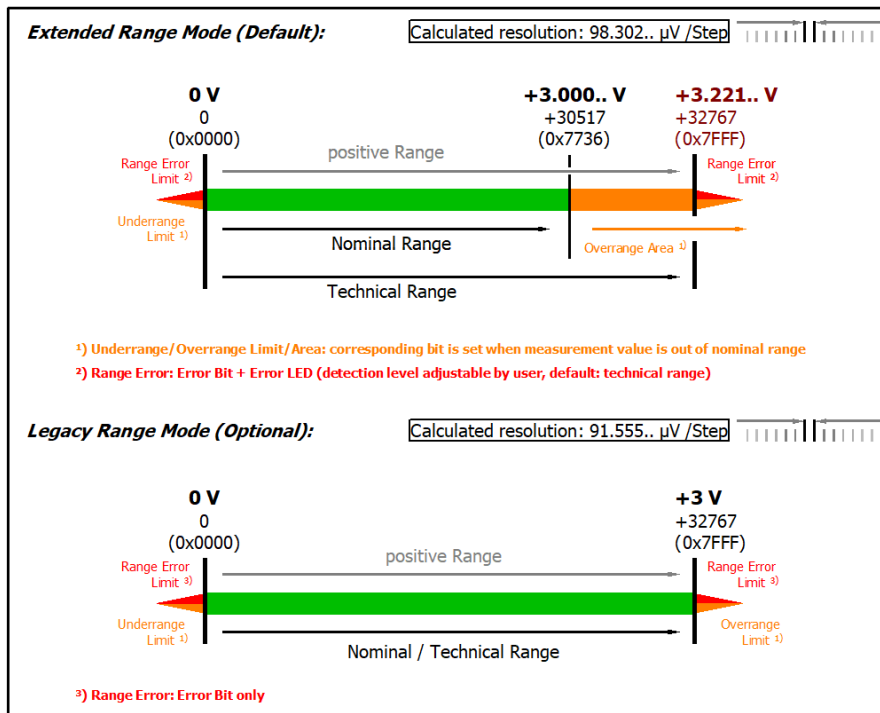 Extended Range Mode (Default):
Calculated resolution: 98.302.. µV /Step
0 V
0
(0x0000)
+3.000.. V
+30517
(0x7736)
+3.221.. V
+32767
(0x7FFF)
positive Range
Range Error
Limit ²⁾
Range Error
Limit ²⁾
Underrange
Limit ¹⁾
Nominal Range
Overrange Area ¹⁾
Technical Range
¹) Underrange/Overrange Limit/Area: corresponding bit is set when measurement value is out of nominal range
²) Range Error: Error Bit + Error LED (detection level adjustable by user, default: technical range)
Legacy Range Mode (Optional):
Calculated resolution: 91.555.. µV /Step
0 V
0
(0x0000)
+3 V
+32767
(0x7FFF)
positive Range
Range Error
Limit ³⁾
Range Error
Limit ³⁾
Underrange
Limit ¹⁾
Overrange
Limit ¹⁾
Nominal / Technical Range
³) Range Error: Error Bit only